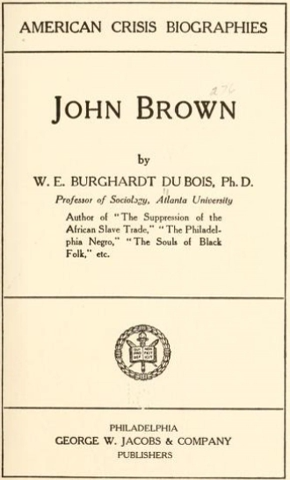 AMERICAN CRISIS BIOGRAPHIES
276
JOHN BROWN
by
W. E. BURGHARDT DU BOIS, Ph. D.
Professor of Sociology, Atlanta University
Author of "The Suppression of the
African Slave Trade," "The Philadel-
phia Negro," "The Souls of Black
Folk," etc.
PHILADELPHIA
GEORGE W. JACOBS & COMPANY
PUBLISHERS